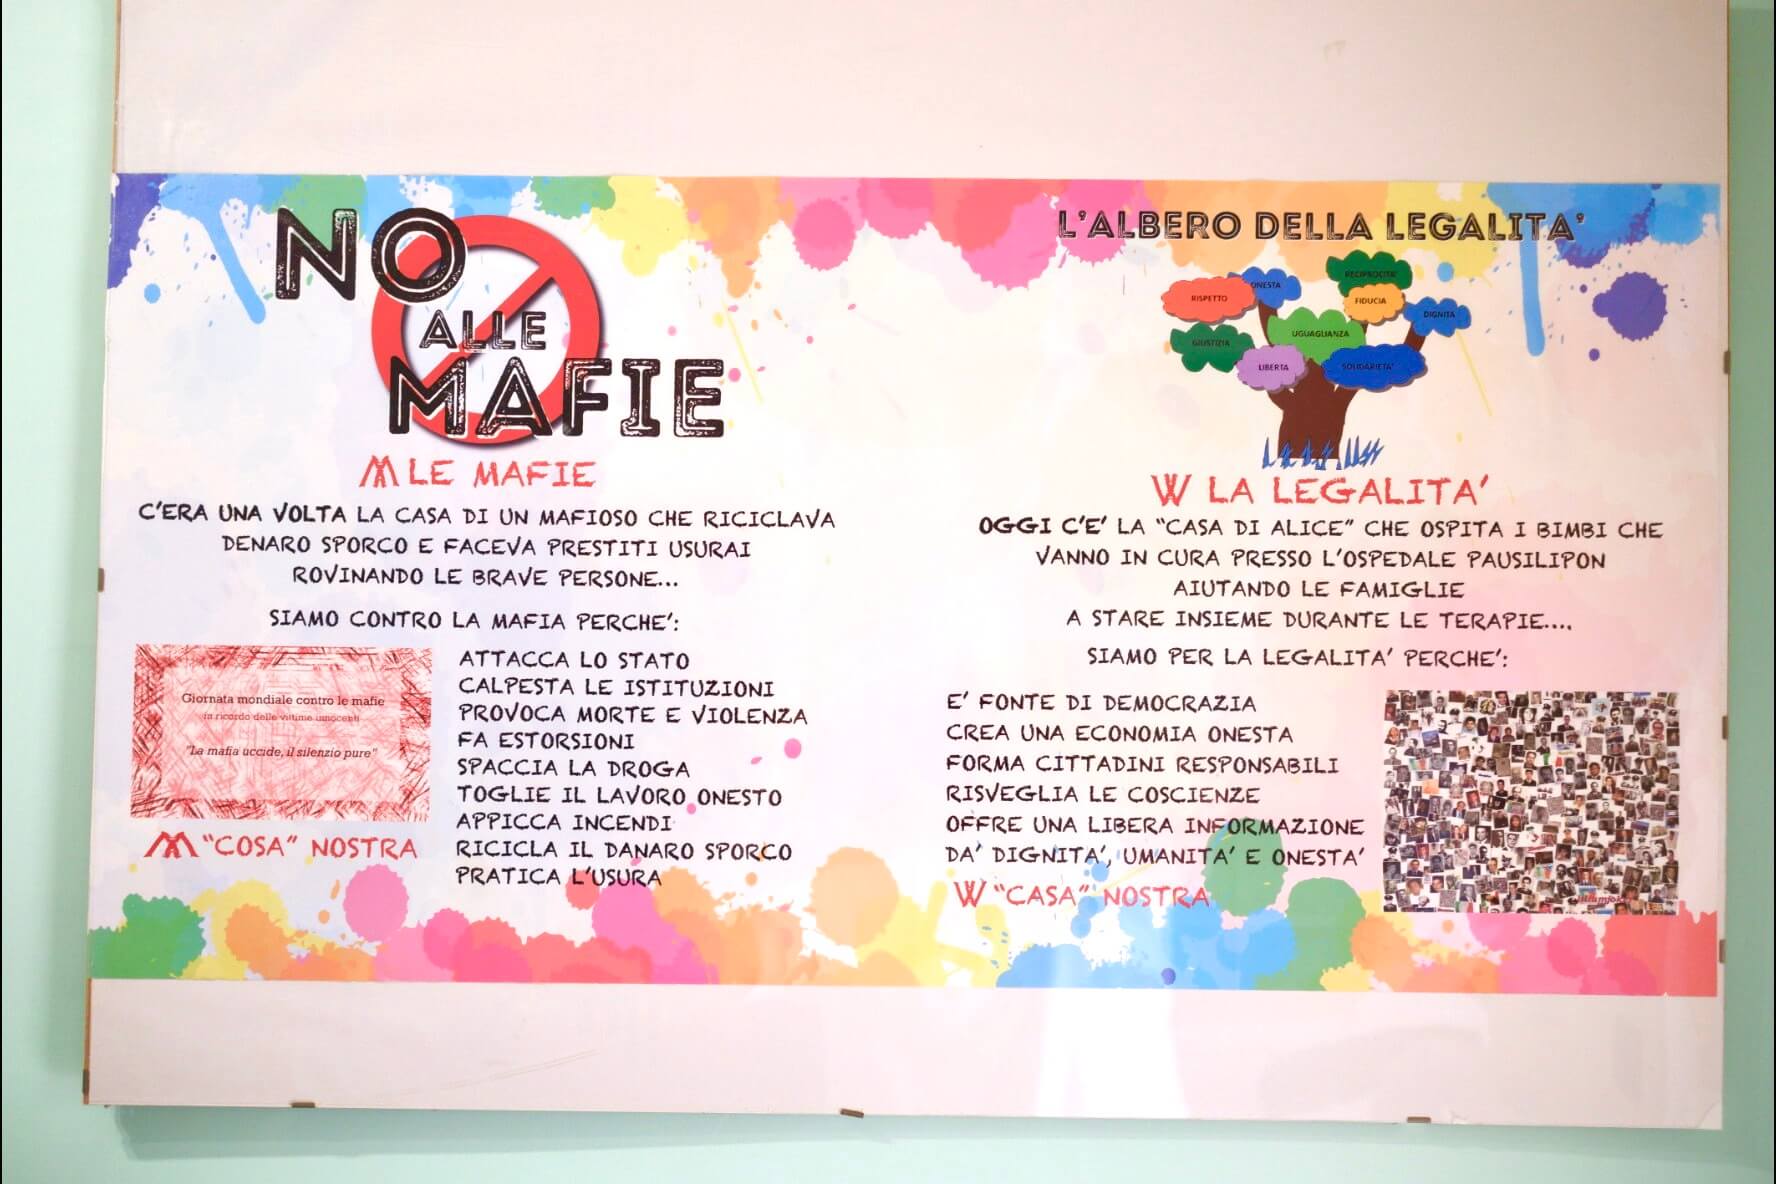 NO
ALLE
MAFIE
M LE MAFIE
C'ERA UNA VOLTA LA CASA DI UN MAFIOSO CHE RICICLAVA
DENARO SPORCO E FACEVA PRESTITI USURAI
ROVINANDO LE BRAVE PERSONE...
SIAMO CONTRO LA MAFIA PERCHE':
Giornata mondiale contro le mafie
in ricordo delle vittime innocenti
"La mafia uccide, il silenzio pure"
M "COSA" NOSTRA
ATTACCA LO STATO
CALPESTA LE ISTITUZIONI
PROVOCA MORTE E VIOLENZA
FA ESTORSIONI
SPACCIA LA DROGA
TOGLIE IL LAVORO ONESTO
APPICCA INCENDI
RICICLA IL DANARO SPORCO
PRATICA L'USURA
L'ALBERO DELLA LEGALITA'
RECIPROCITA'
ONESTA
RISPETTO
FIDUCIA
DIGNITA
UGUAGLIANZA
GIUSTIZIA
LIBERTA
SOLIDARIETA'
W LA LEGALITA'
OGGI C'E' LA "CASA DI ALICE" CHE OSPITA I BIMBI CHE
VANNO IN CURA PRESSO L'OSPEDALE PAUSILIPON
AIUTANDO LE FAMIGLIE
A STARE INSIEME DURANTE LE TERAPIE....
SIAMO PER LA LEGALITA' PERCHE':
E' FONTE DI DEMOCRAZIA
CREA UNA ECONOMIA ONESTA
FORMA CITTADINI RESPONSABILI
RISVEGLIA LE COSCIENZE
OFFRE UNA LIBERA INFORMAZIONE
DA' DIGNITA', UMANITA' E ONESTA'
W "CASA" NOSTRA